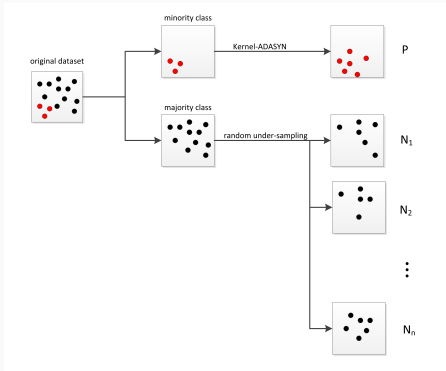 minority class
Kernel-ADASYN
P
original dataset
majority class
random under-sampling
N1
N2
Nn